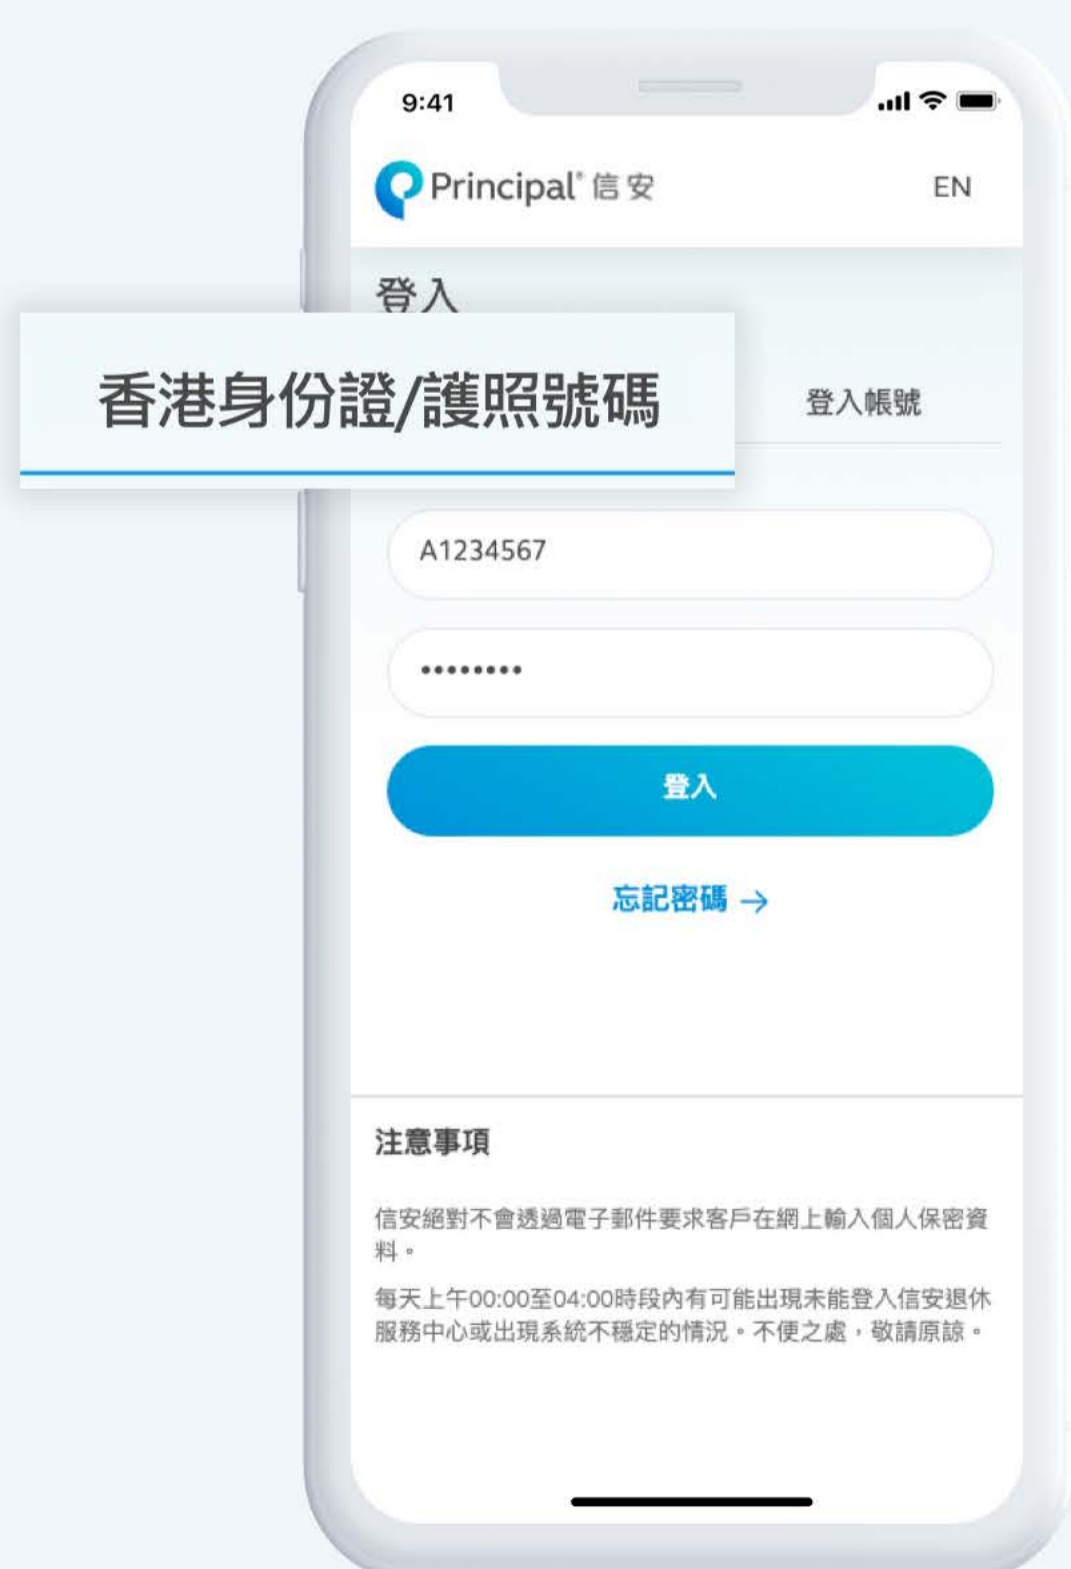 9:41
Principal® 信安
EN
登入
香港身份證/護照號碼
登入帳號
A1234567
••••••••
登入
忘記密碼 →
注意事項
信安絕對不會透過電子郵件要求客戶在網上輸入個人保密資
料。
每天上午00:00至04:00時段內有可能出現未能登入信安退休
服務中心或出現系統不穩定的情況。不便之處，敬請原諒。